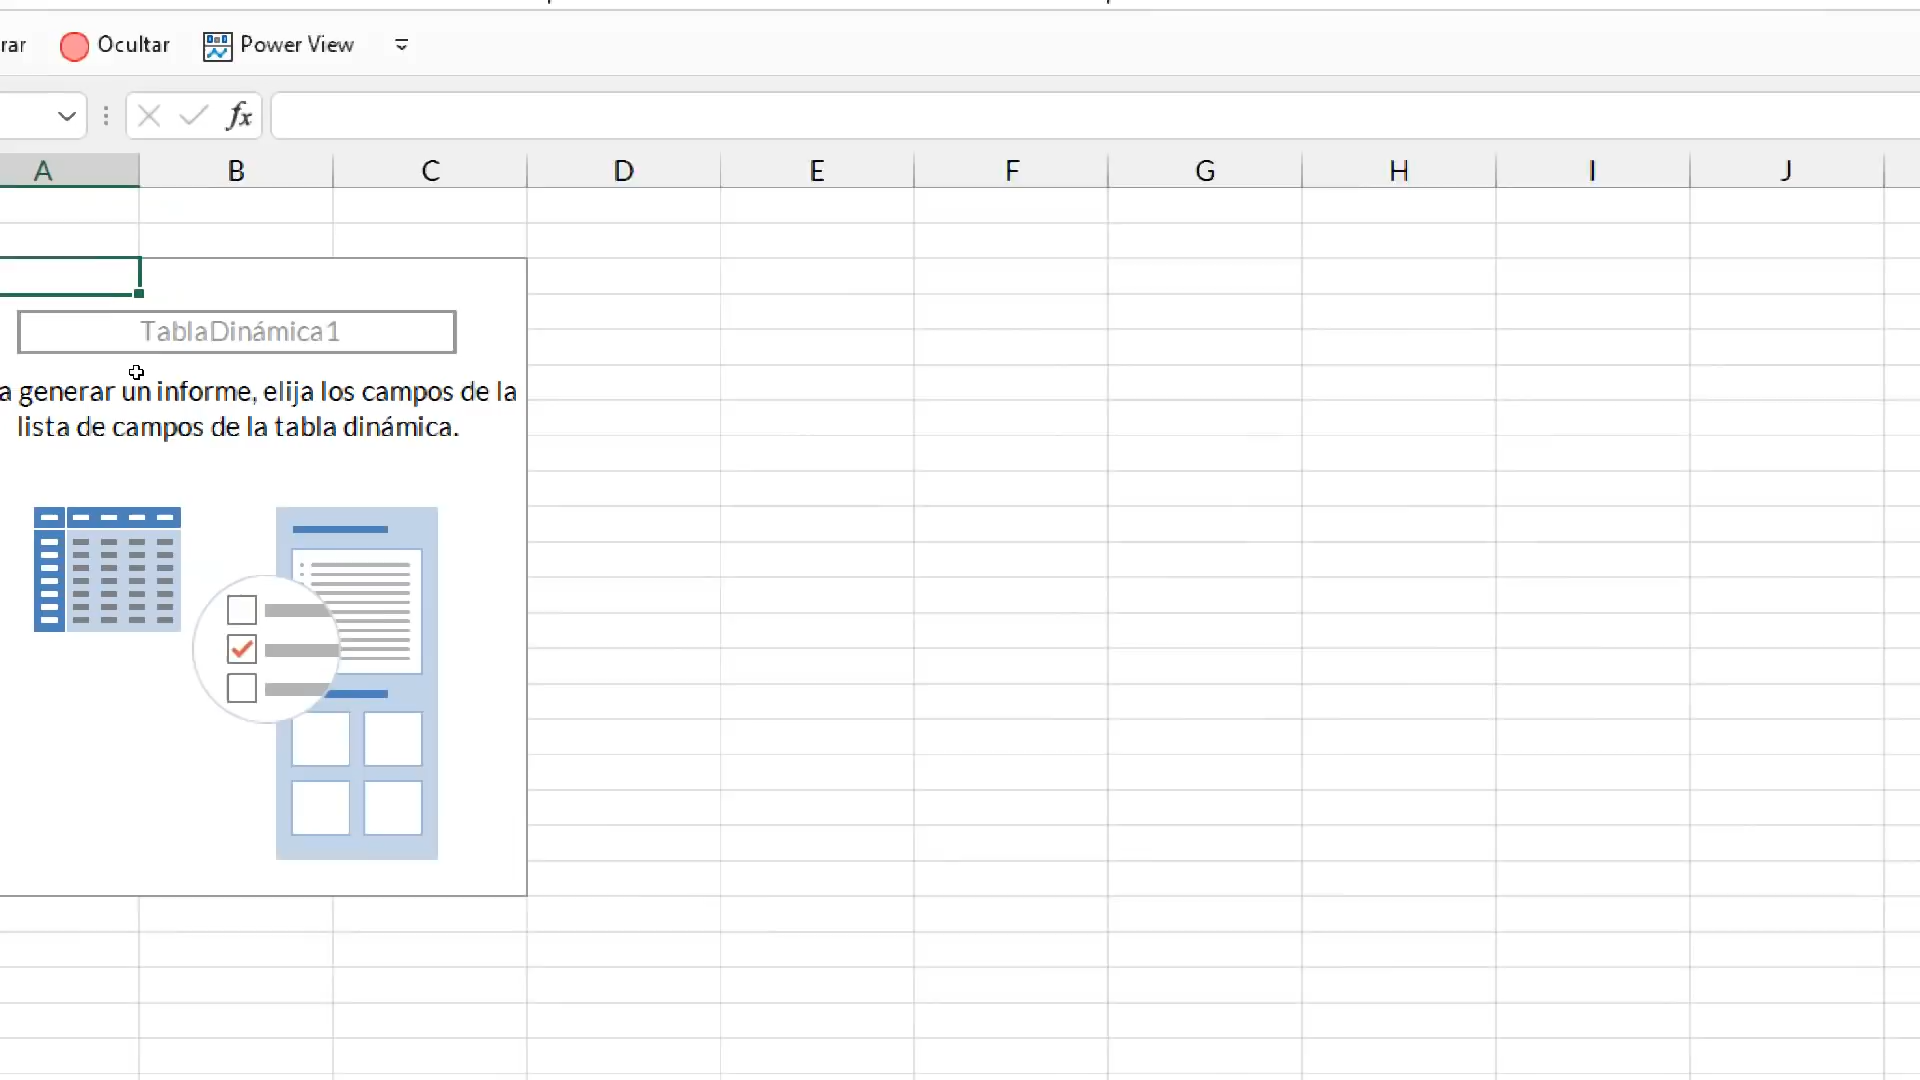 rar Ocultar Power View
fx
A B C D E F G H I J
TablaDinámica1
a generar un informe, elija los campos de la
lista de campos de la tabla dinámica.